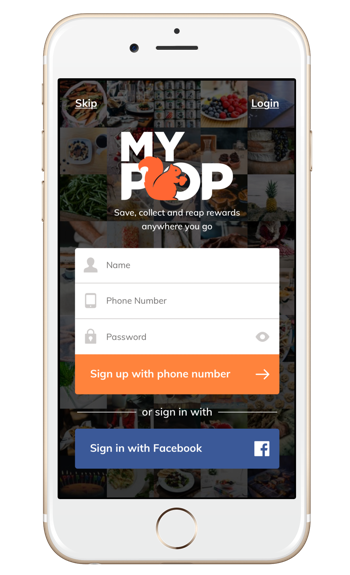 Skip
Login
MY
POOP
Save, collect and reap rewards
anywhere you go
Name
Phone Number
Password
Sign up with phone number
or sign in with
Sign in with Facebook
f